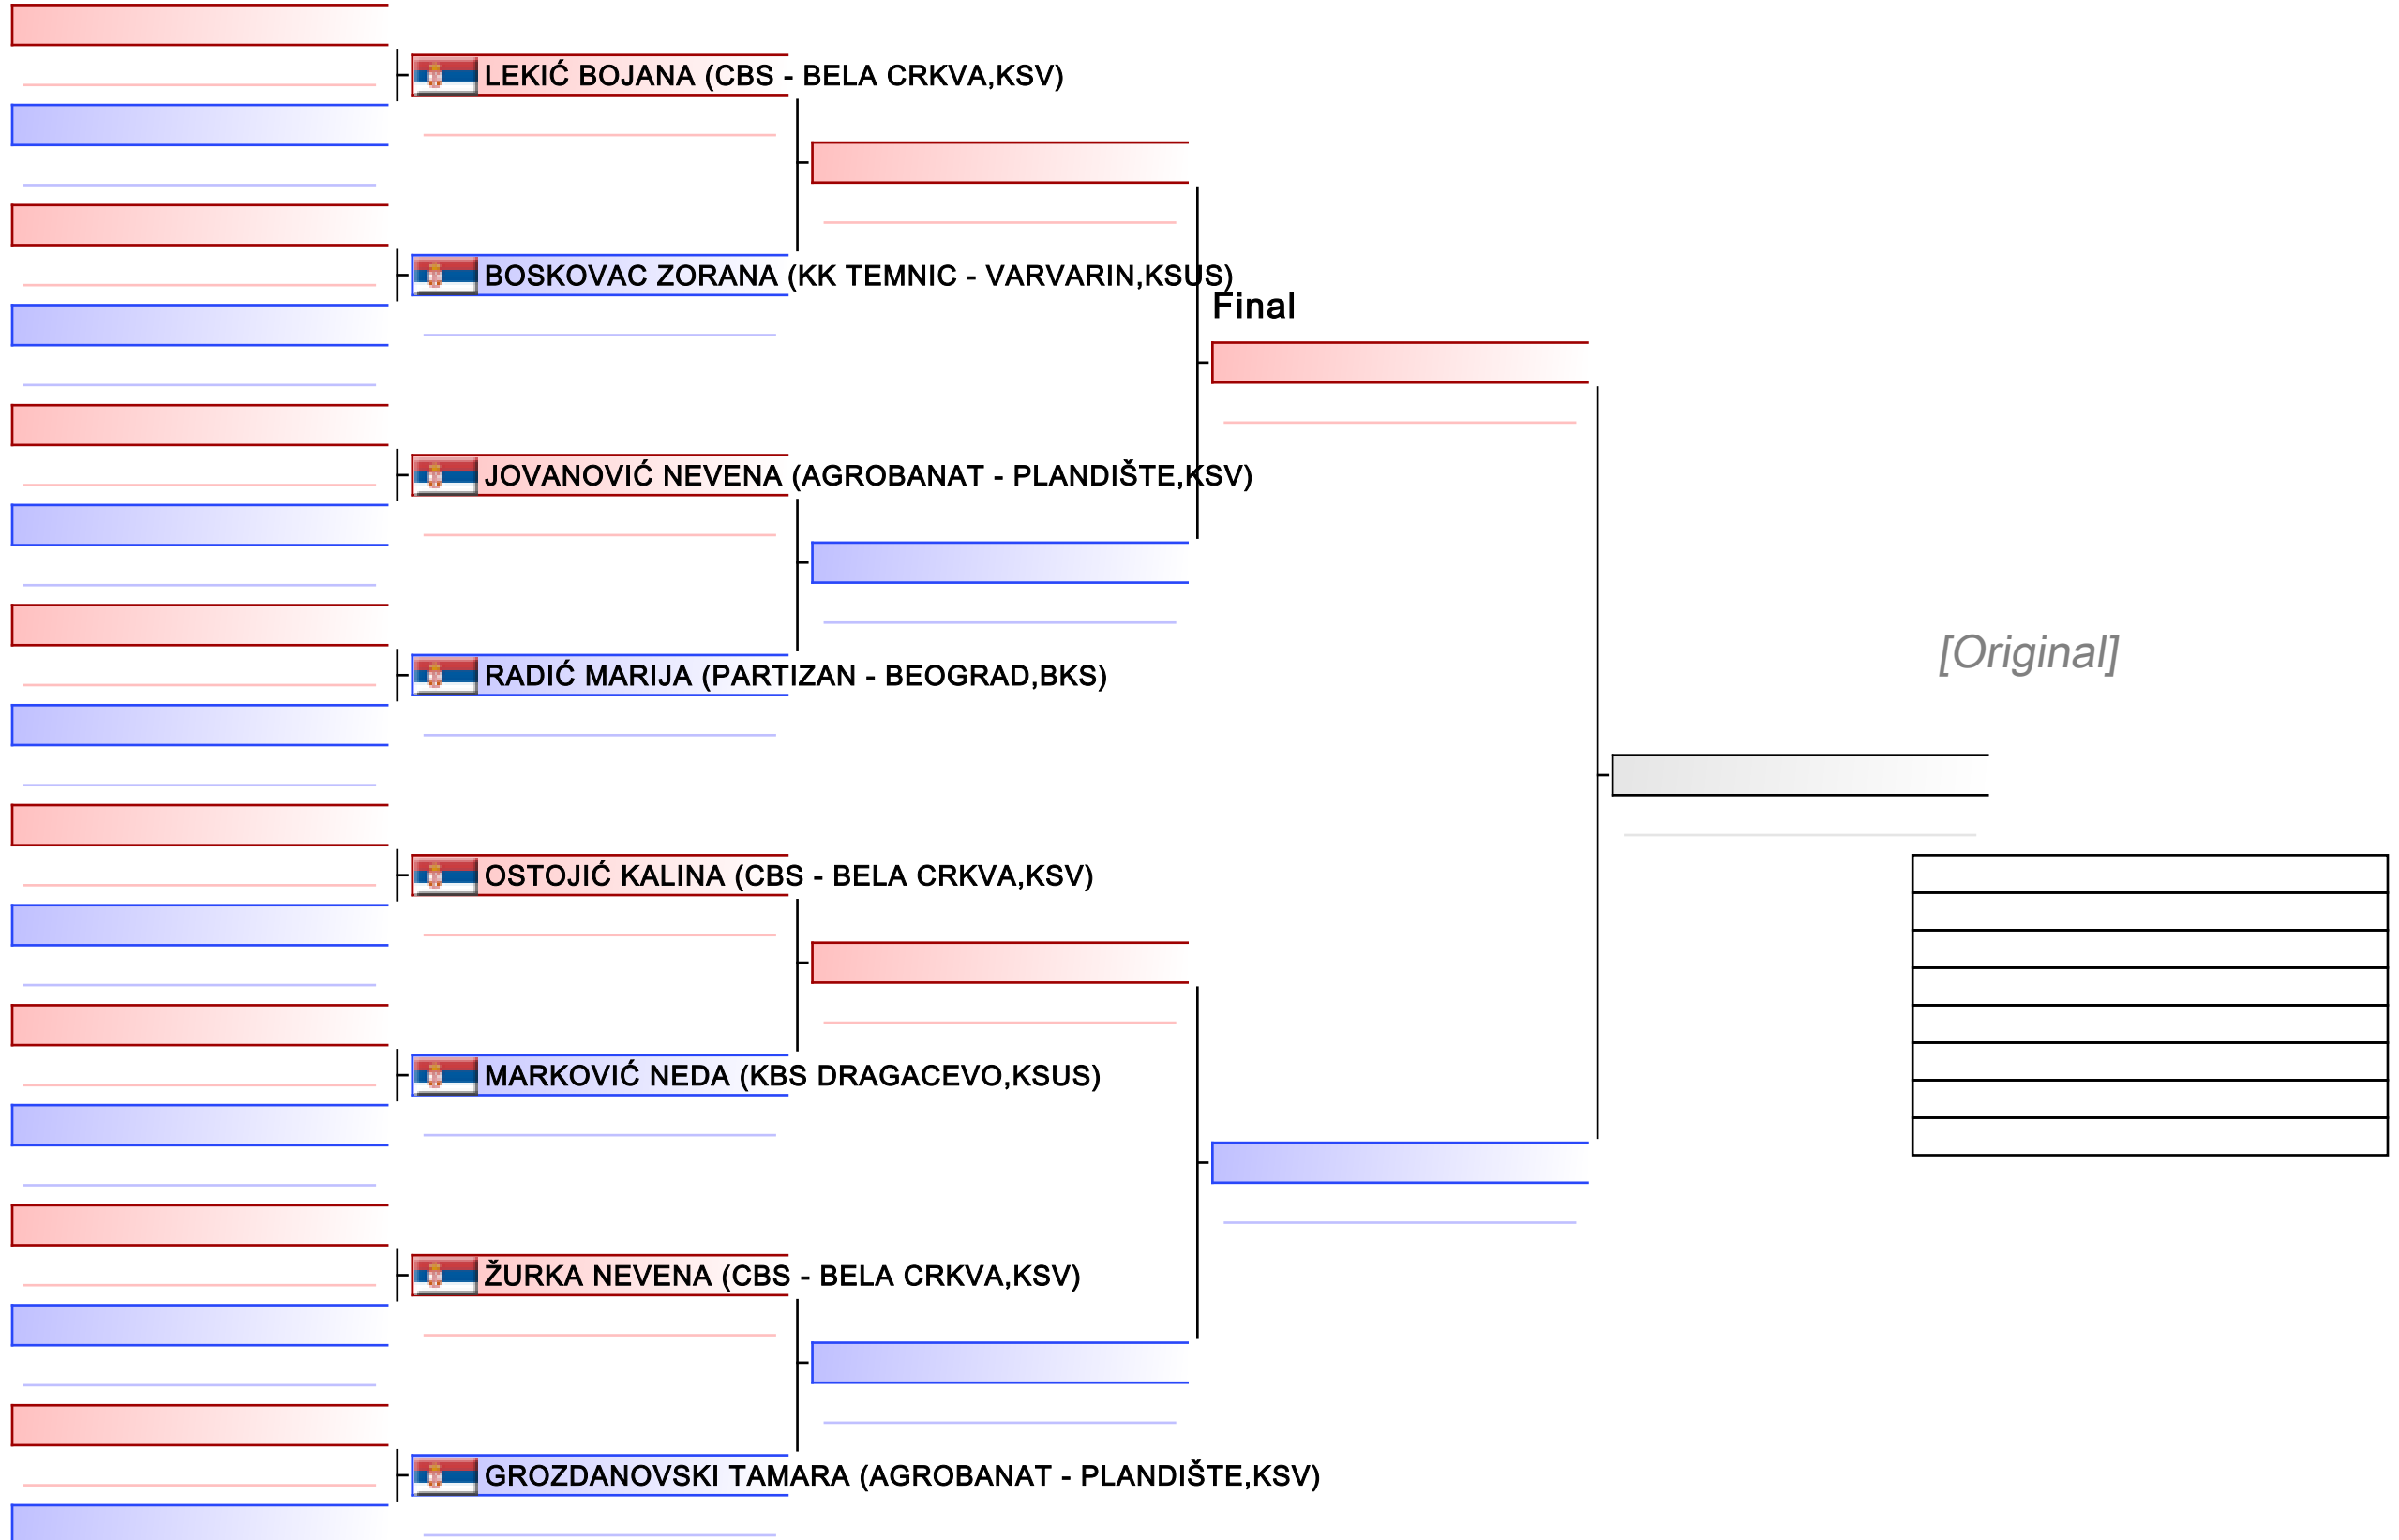 LEKIĆ BOJANA (CBS - BELA CRKVA,KSV)
BOSKOVAC ZORANA (KK TEMNIC - VARVARIN,KSUS)
Final
JOVANOVIĆ NEVENA (AGROBANAT - PLANDIŠTE,KSV)
[Original]
RADIĆ MARIJA (PARTIZAN - BEOGRAD,BKS)
OSTOJIĆ KALINA (CBS - BELA CRKVA,KSV)
MARKOVIĆ NEDA (KBS DRAGACEVO,KSUS)
ŽURKA NEVENA (CBS - BELA CRKVA,KSV)
GROZDANOVSKI TAMARA (AGROBANAT - PLANDIŠTE,KSV)